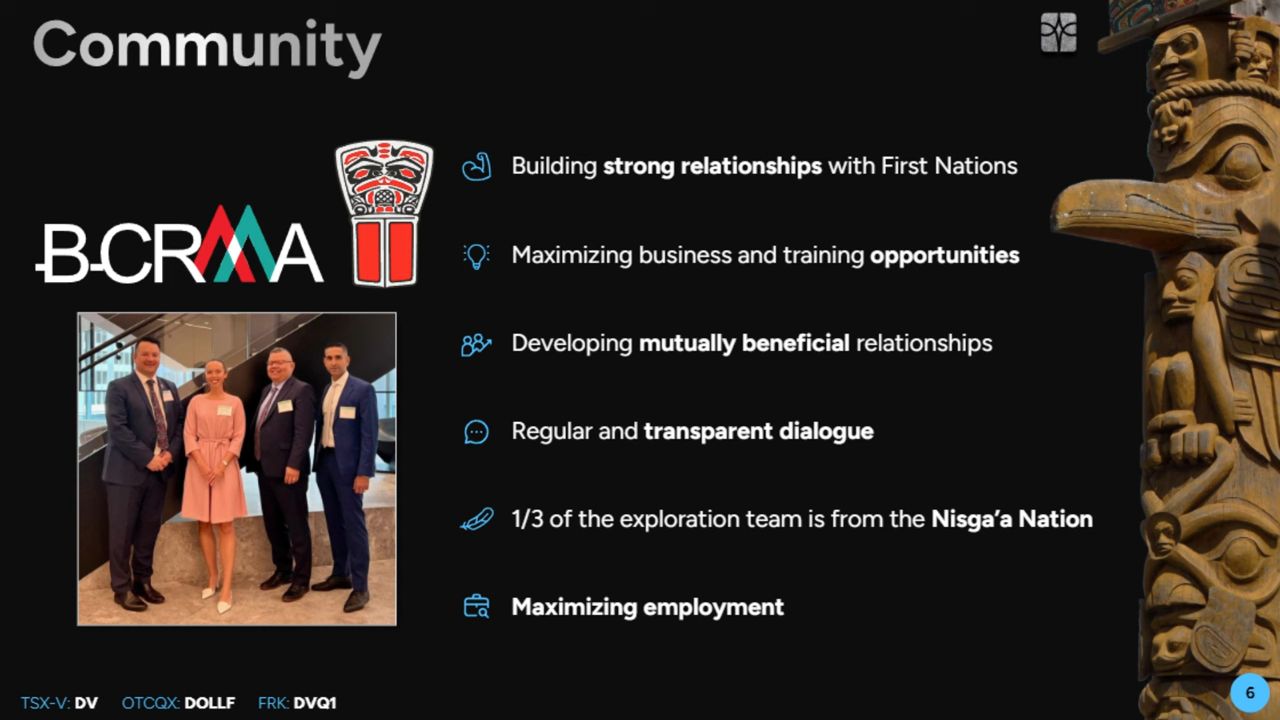 Community
BCRMA
Building strong relationships with First Nations
Maximizing business and training opportunities
Developing mutually beneficial relationships
Regular and transparent dialogue
1/3 of the exploration team is from the Nisga’a Nation
Maximizing employment
TSX-V: DV OTCQX: DOLLF FRK: DVQ1
6